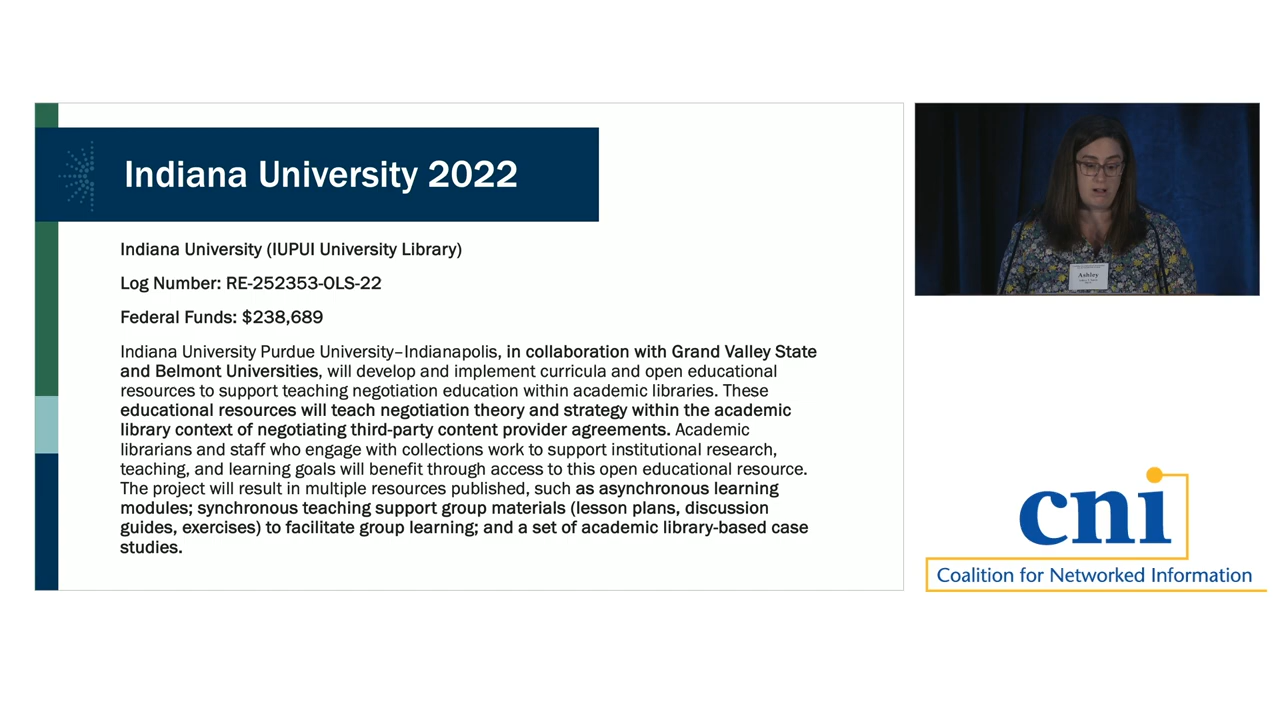 Indiana University 2022
Indiana University (IUPUI University Library)
Log Number: RE-252353-OLS-22
Federal Funds: $238,689
Indiana University Purdue University–Indianapolis, in collaboration with Grand Valley State
and Belmont Universities, will develop and implement curricula and open educational
resources to support teaching negotiation education within academic libraries. These
educational resources will teach negotiation theory and strategy within the academic
library context of negotiating third-party content provider agreements. Academic
librarians and staff who engage with collections work to support institutional research,
teaching, and learning goals will benefit through access to this open educational resource.
The project will result in multiple resources published, such as asynchronous learning
modules; synchronous teaching support group materials (lesson plans, discussion
guides, exercises) to facilitate group learning; and a set of academic library-based case
studies.
Ashley
cni
Coalition for Networked Information